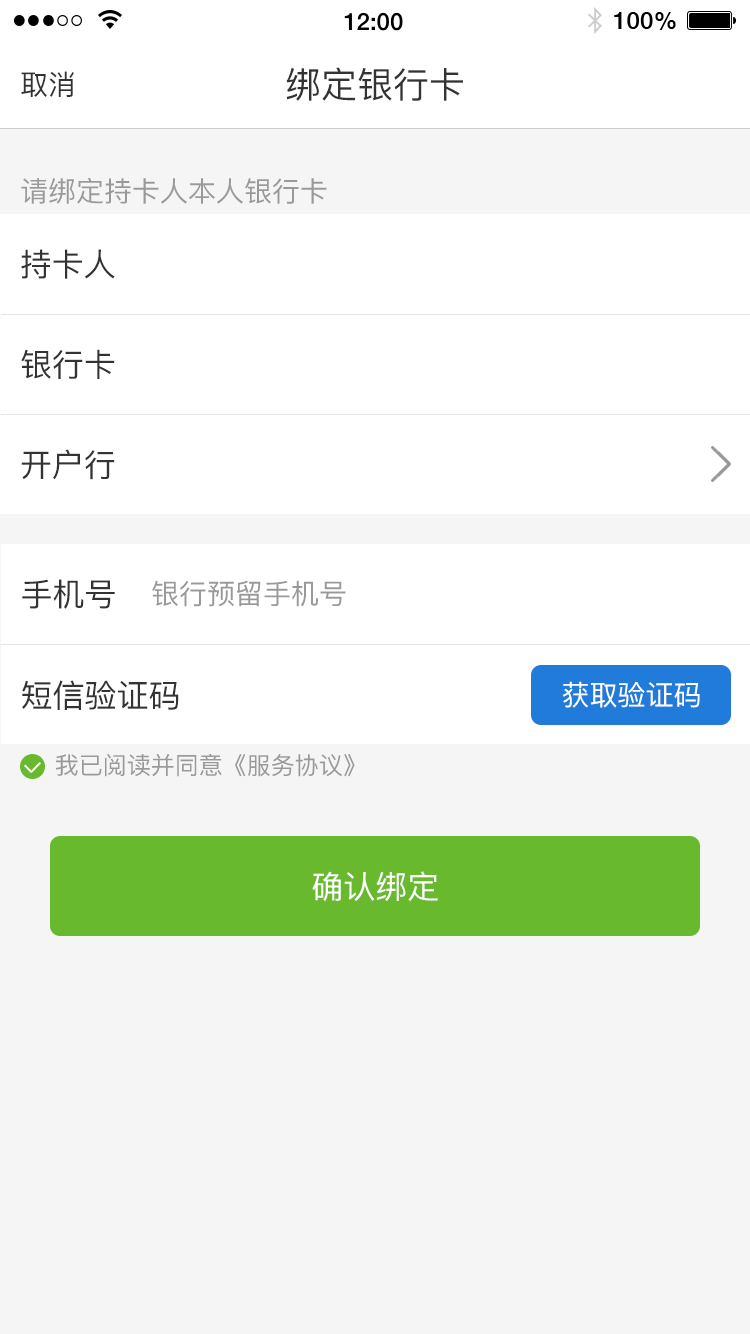 12:00 100%
取消 绑定银行卡
请绑定持卡人本人银行卡
持卡人
银行卡
开户行
手机号 银行预留手机号
短信验证码 获取验证码
我已阅读并同意《服务协议》
确认绑定